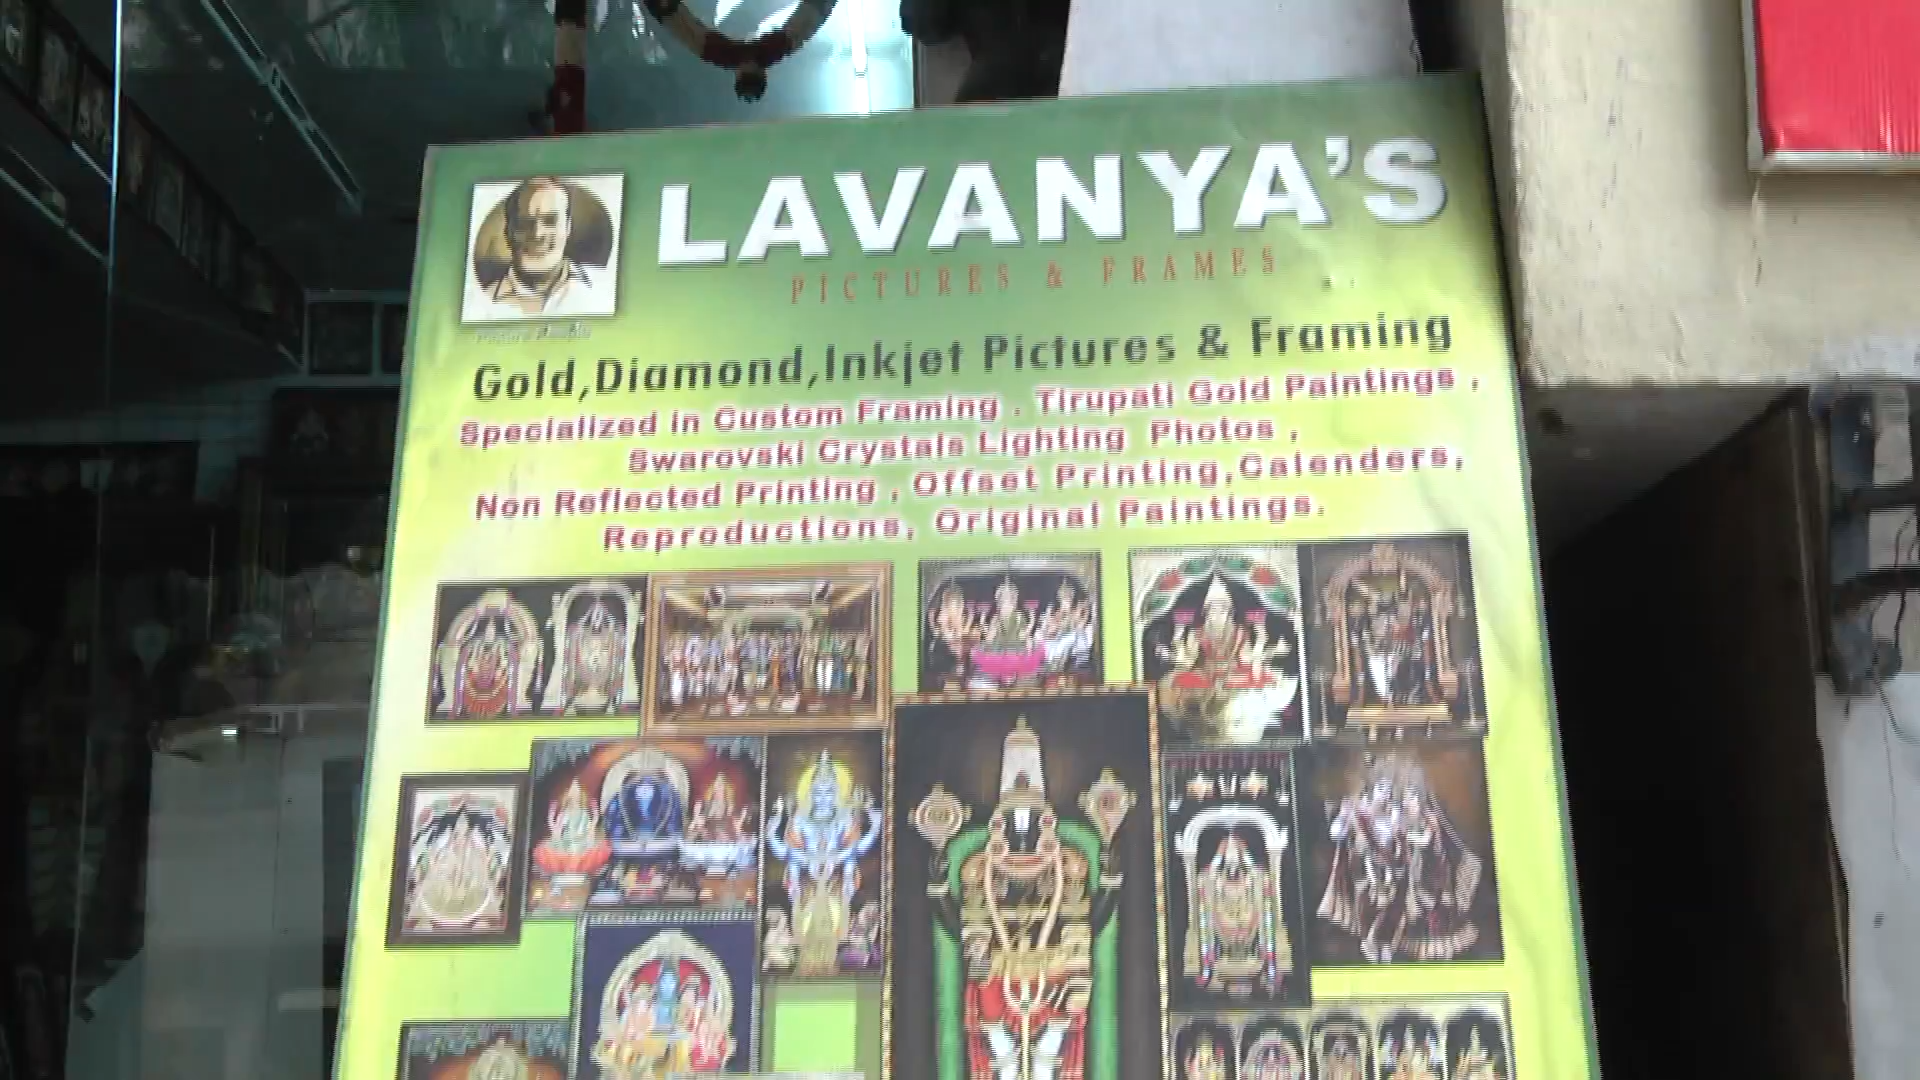 LAVANYA'S
PICTURES & FRAMES
Gold,Diamond,Inkjet Pictures & Framing
Specialized in Custom Framing . Tirupati Gold Paintings ,
Swarovski Crystals Lighting Photos ,
Non Reflected Printing , Offset Printing,Calenders,
Reproductions, Original Paintings.